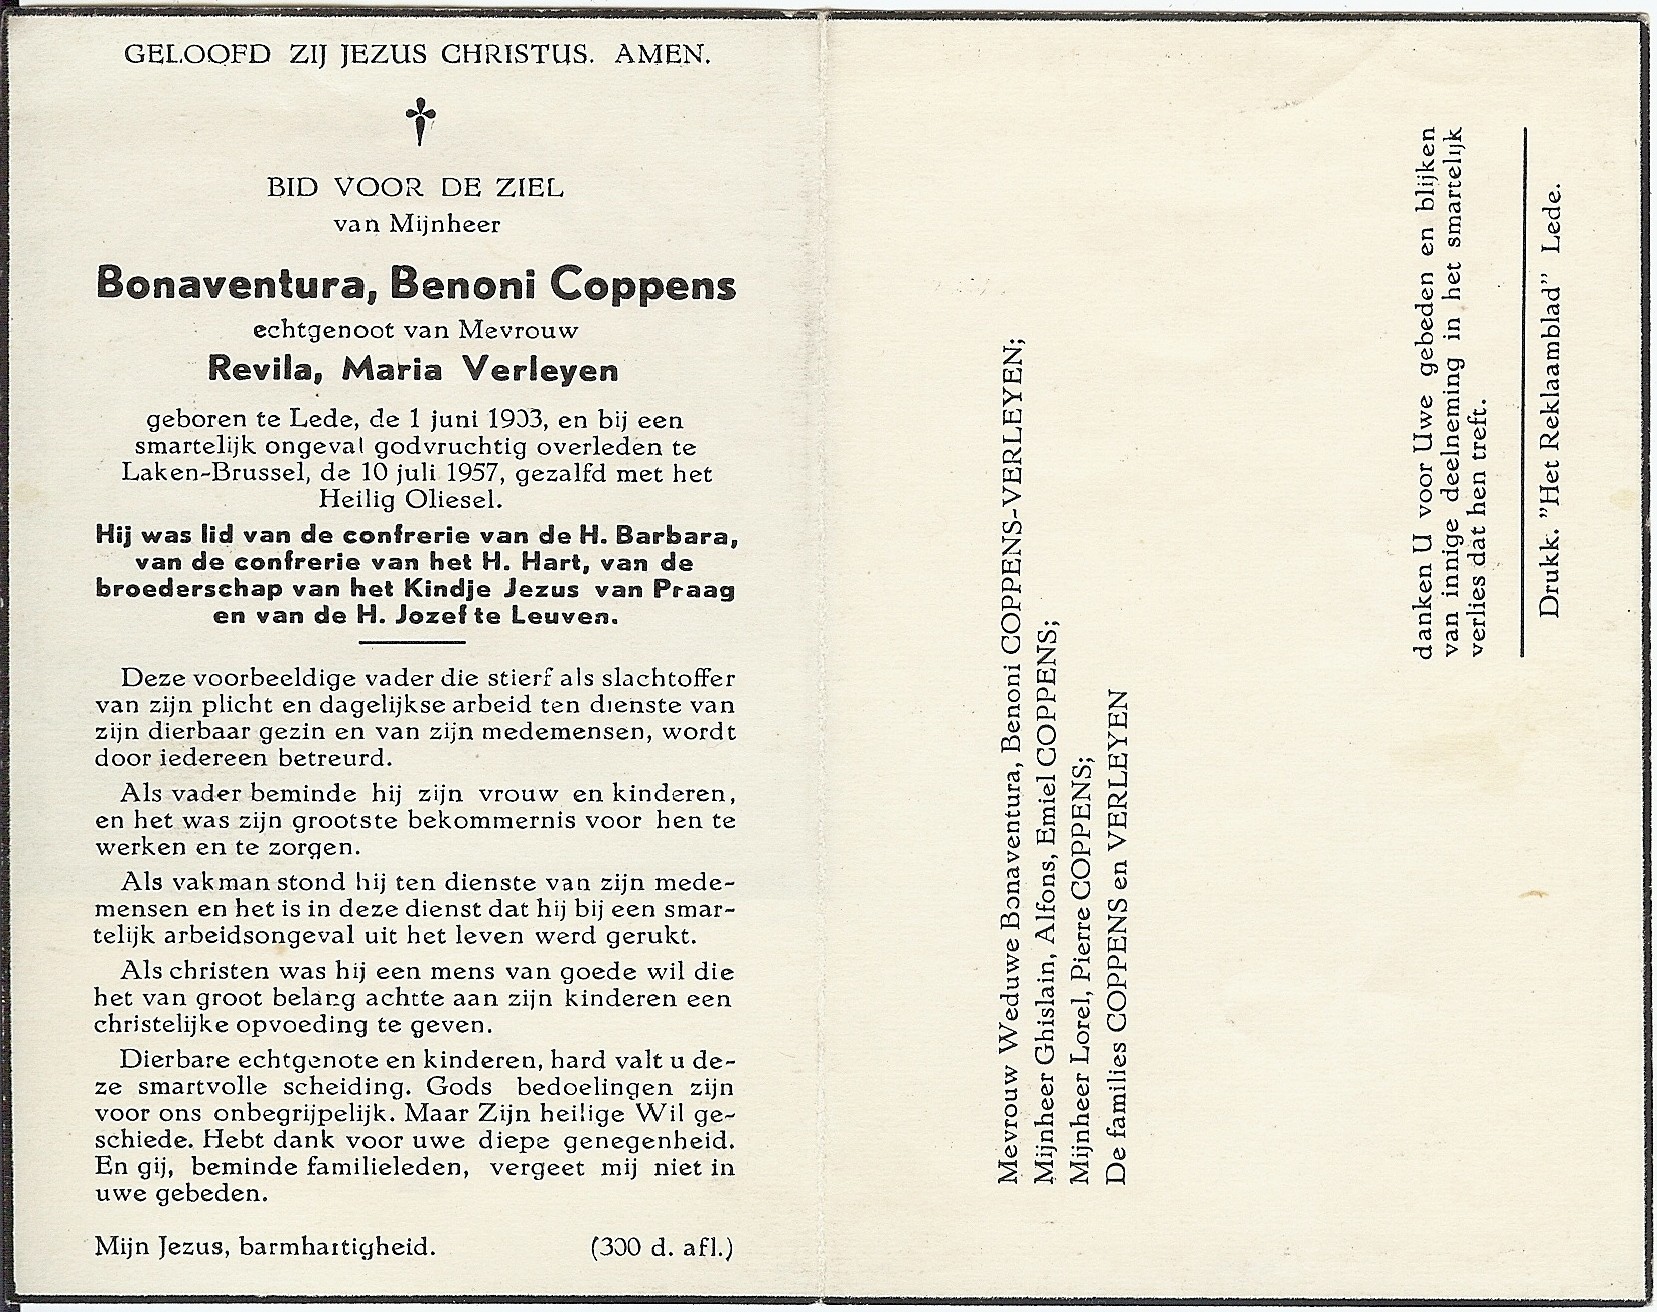 GELOOFD ZIJ JEZUS CHRISTUS. AMEN.
BID VOOR DE ZIEL
van Mijnheer
Bonaventura, Benoni Coppens
echtgenoot van Mevrouw
Revila, Maria Verleyen
geboren te Lede, de 1 juni 1903, en bij een
smartelijk ongeval godvruchtig overleden te
Laken-Brussel, de 10 juli 1957, gezalfd met het
Heilig Oliesel.
Hij was lid van de confrerie van de H. Barbara,
van de confrerie van het H. Hart, van de
broederschap van het Kindje Jezus van Praag
en van de H. Jozef te Leuven.
Deze voorbeeldige vader die stierf als slachtoffer
van zijn plicht en dagelijkse arbeid ten dienste van
zijn dierbaar gezin en van zijn medemensen, wordt
door iedereen betreurd.
Als vader beminde hij zijn vrouw en kinderen,
en het was zijn grootste bekommernis voor hen te
werken en te zorgen.
Als vakman stond hij ten dienste van zijn mede-
mensen en het is in deze dienst dat hij bij een smar-
telijk arbeidsongeval uit het leven werd gerukt.
Als christen was hij een mens van goede wil die
het van groot belang achtte aan zijn kinderen een
christelijke opvoeding te geven.
Dierbare echtgenote en kinderen, hard valt u de-
ze smartvolle scheiding. Gods bedoelingen zijn
voor ons onbegrijpelijk. Maar Zijn heilige Wil ge-
schiede. Hebt dank voor uwe diepe genegenheid.
En gij, beminde familieleden, vergeet mij niet in
uwe gebeden.
Mijn Jezus, barmhartigheid. (300 d. afl.)
Mevrouw Weduwe Bonaventura, Benoni COPPENS-VERLEYEN;
Mijnheer Ghislain, Alfons, Emiel COPPENS;
Mijnheer Lorel, Pierre COPPENS;
De families COPPENS en VERLEYEN
danken U voor Uwe gebeden en blijken
van innige deelneming in het smartelijk
verlies dat hen treft.
Drukk. "Het Reklaamblad" Lede.